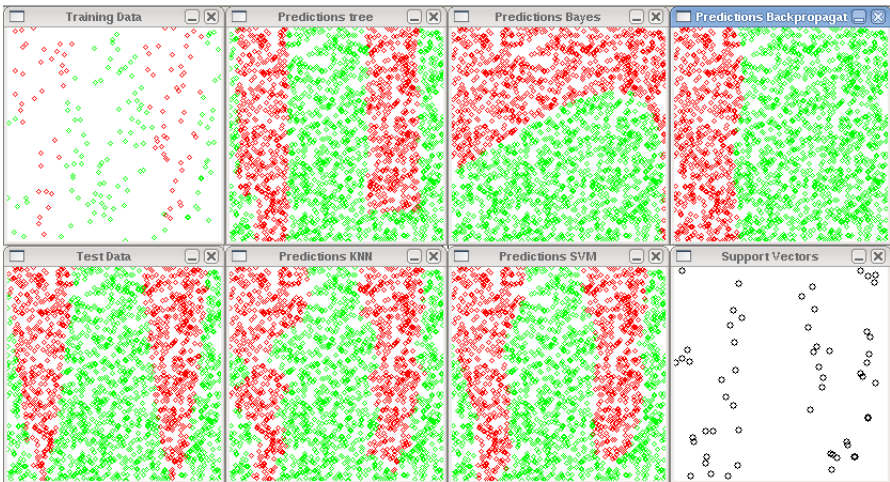 Training Data
Predictions tree
Predictions Bayes
Predictions Backpropagat
Test Data
Predictions KNN
Predictions SVM
Support Vectors